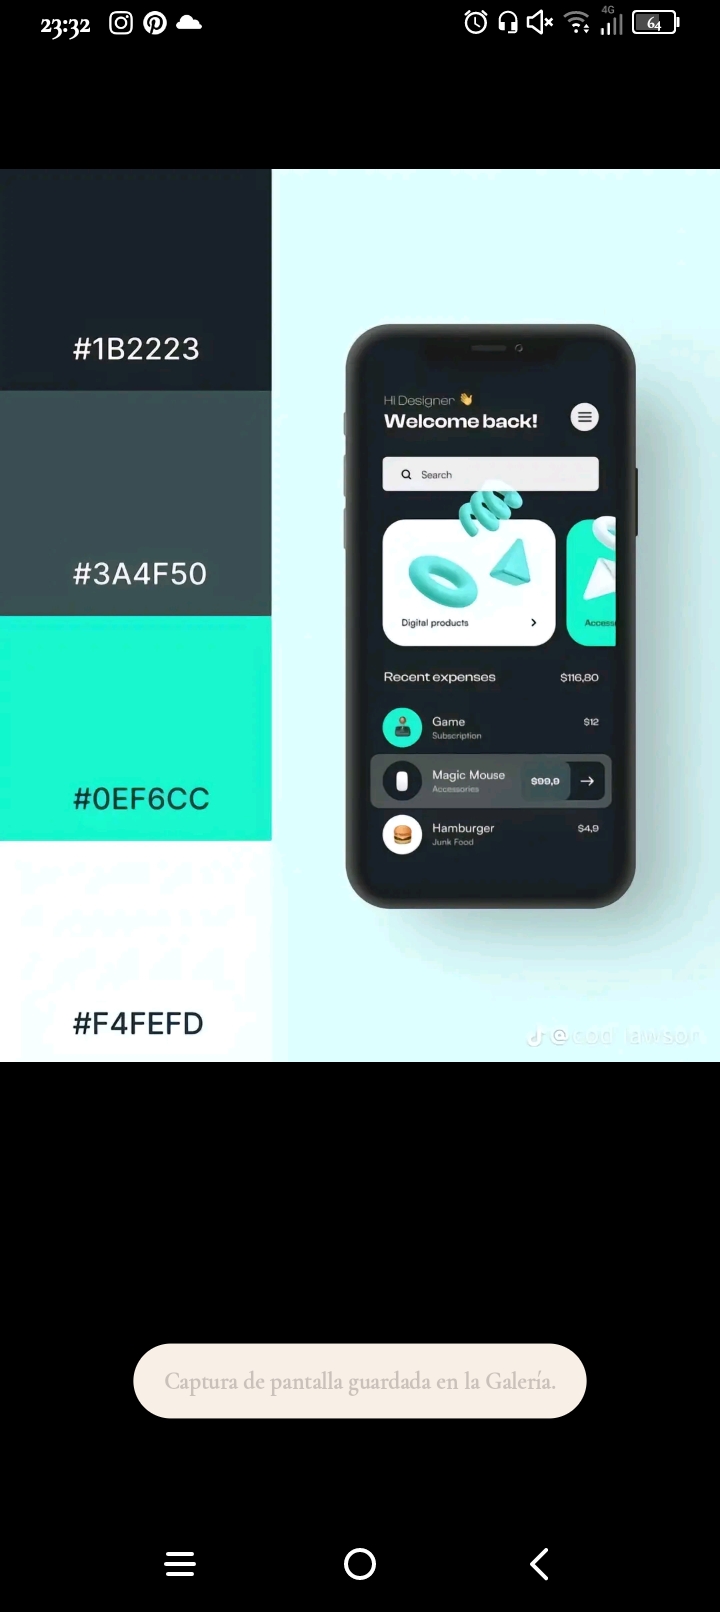 23:32
4G
64
#1B2223
#3A4F50
#0EF6CC
#F4FEFD
Hi Designer 👋
Welcome back!
Search
Digital products
Recent expenses
$116,80
Game
$12
Subscription
Magic Mouse
$99,9
Accessories
Hamburger
$4,9
Junk Food
Captura de pantalla guardada en la Galería.